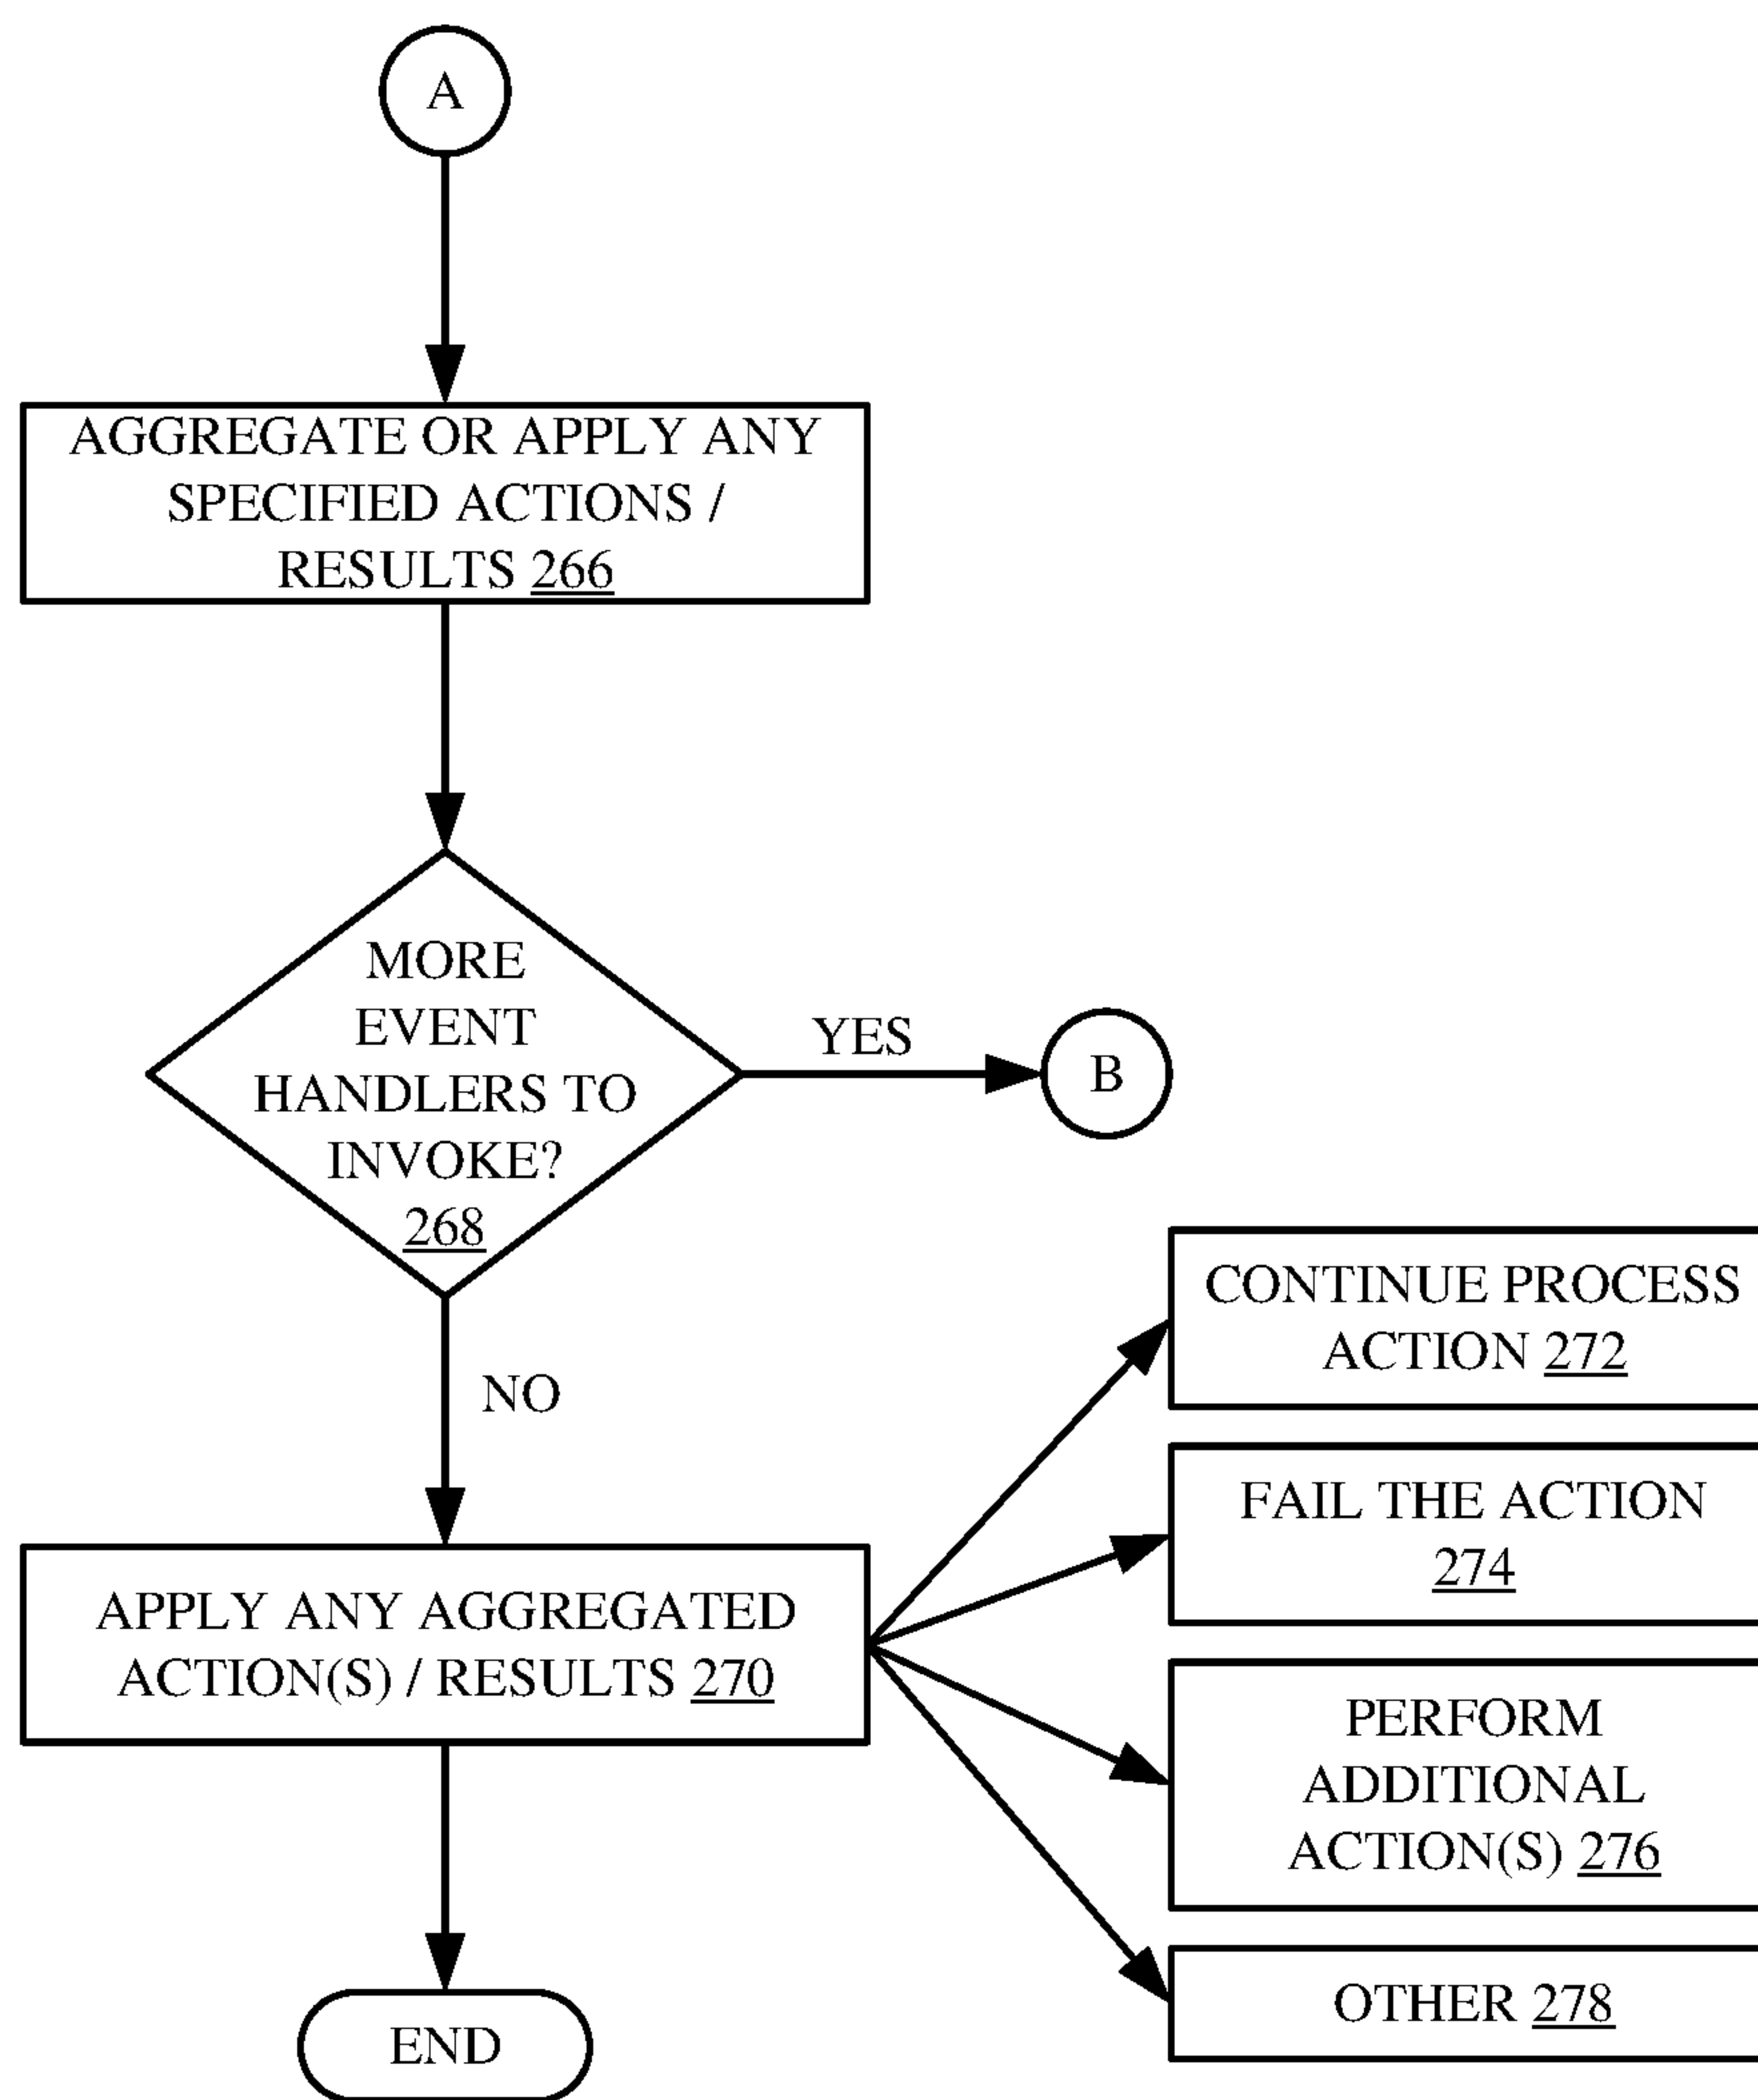 A
AGGREGATE OR APPLY ANY
SPECIFIED ACTIONS /
RESULTS 266
MORE
EVENT
HANDLERS TO
INVOKE?
268
YES
B
NO
APPLY ANY AGGREGATED
ACTION(S) / RESULTS 270
CONTINUE PROCESS
ACTION 272
FAIL THE ACTION
274
PERFORM
ADDITIONAL
ACTION(S) 276
OTHER 278
END